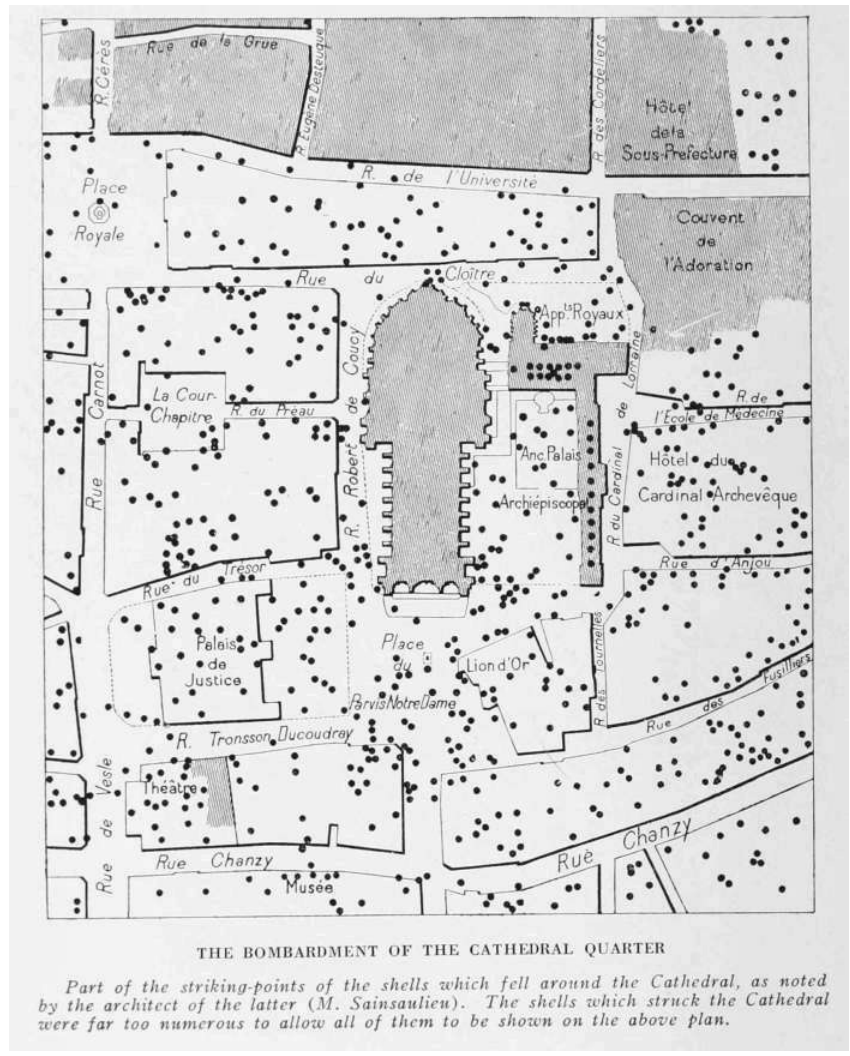 Rue de la Grue
R. Cérès
R. Eugène Desteuque
R. des Cordeliers
Hôtel
de la
Sous-Prefecture
R. de l'Université
Place
Royale
Couvent
de
l'Adoration
Rue du Cloître
App.ts Royaux
R. Robert de Coucy
Rue Carnot
La Cour-
Chapitre
R. du Préau
R. du Cardinal de Lorraine
R. de
l'Ecole de Médecine
Anc. Palais
Archiépiscopal
Hôtel du
Cardinal Archevêque
Rue du Trésor
Rue d'Anjou
Palais
de
Justice
Place
du
Parvis Notre Dame
Lion d'Or
R. des Tournelles
Rue des Fusilliers
R. Tronsson Ducoudray
Théâtre
Rue de Vesle
Rue Chanzy
Rue Chanzy
Musée
THE BOMBARDMENT OF THE CATHEDRAL QUARTER
Part of the striking-points of the shells which fell around the Cathedral, as noted
by the architect of the latter (M. Sainsaulieu). The shells which struck the Cathedral
were far too numerous to allow all of them to be shown on the above plan.